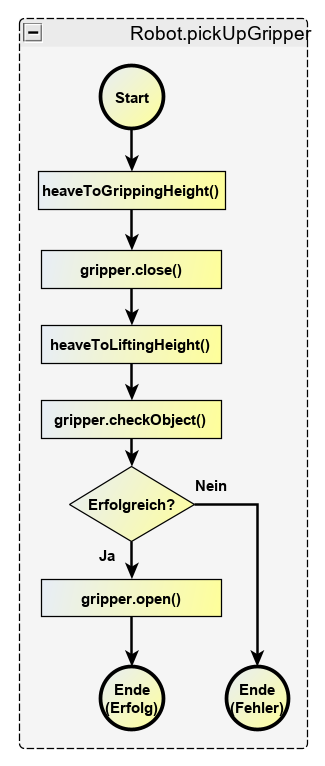 Robot.pickUpGripper
Start
heaveToGrippingHeight()
gripper.close()
heaveToLiftingHeight()
gripper.checkObject()
Erfolgreich?
Nein
Ja
gripper.open()
Ende
(Erfolg)
Ende
(Fehler)